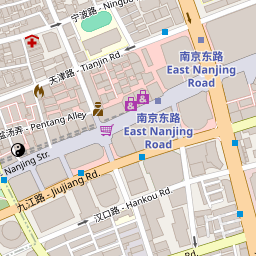 宁波路 - Ningbo
天津路 - Tianjin Rd
南京东路
East Nanjing
Road
盆汤弄 - Pentang Alley
南京东路
East Nanjing
Road
- Nanjing Str.
九江路 - Jiujiang Rd.
汉口路 - Hankou Rd.